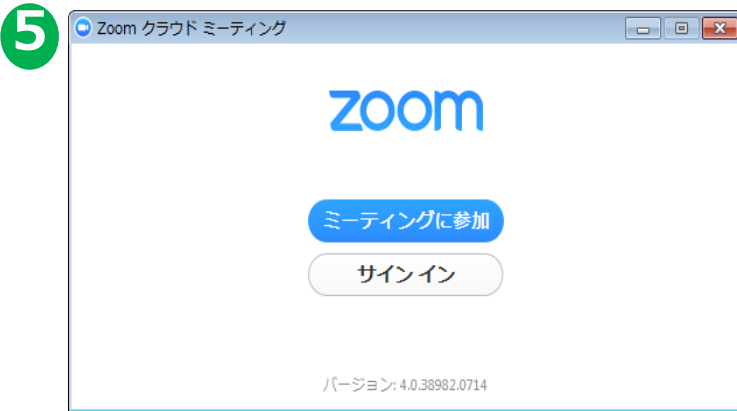 5
Zoom クラウド ミーティング
zoom
ミーティングに参加
サイン イン
バージョン: 4.0.38982.0714